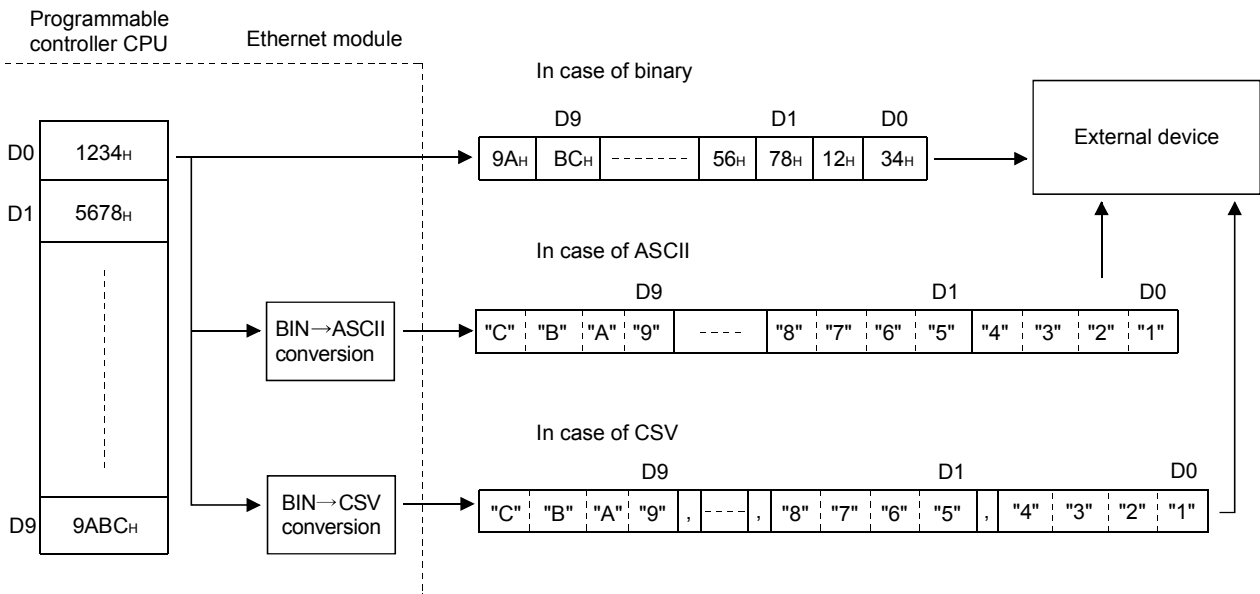 Programmable
controller CPU
Ethernet module
In case of binary
D9 D1 D0
D0 1234H
9AH BCH 56H 78H 12H 34H
External device
D1 5678H
In case of ASCII
D9 D1 D0
BIN→ASCII
conversion
"C" "B" "A" "9" "8" "7" "6" "5" "4" "3" "2" "1"
In case of CSV
D9 D1 D0
D9 9ABCH
BIN→CSV
conversion
"C" "B" "A" "9" , , "8" "7" "6" "5" , "4" "3" "2" "1"